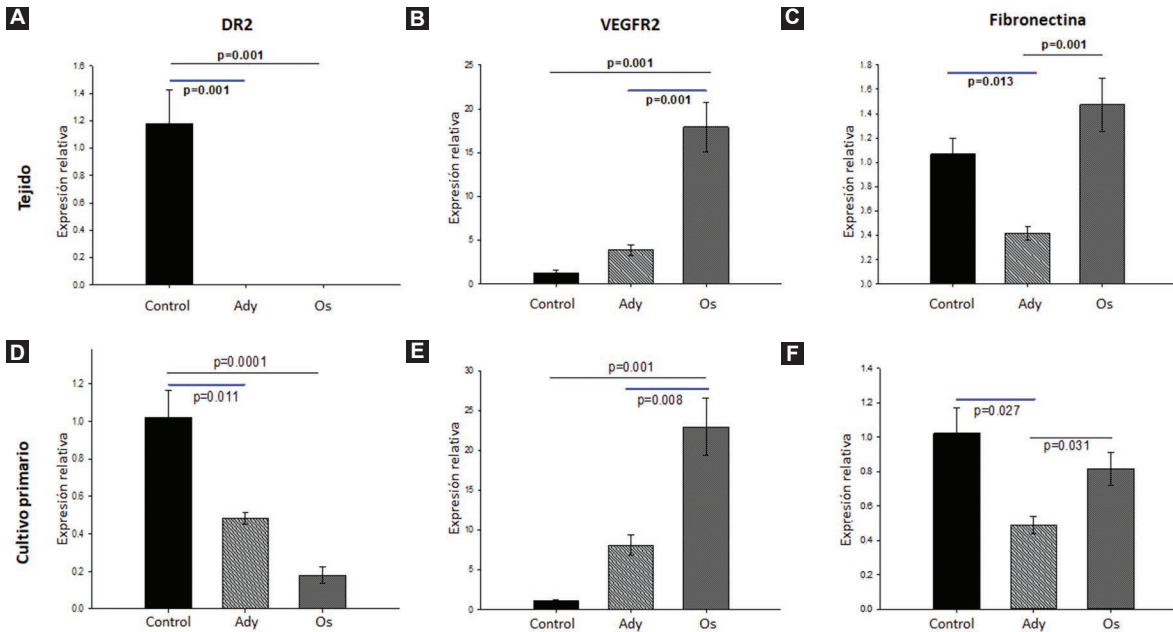 A
DR2
p=0.001
p=0.001
1.6
1.4
1.2
1.0
0.8
0.6
0.4
0.2
0.0
Expresión relativa
Tejido
Control Ady Os
B
VEGFR2
p=0.001
p=0.001
25
20
15
10
5
0
Expresión relativa
Control Ady Os
C
Fibronectina
p=0.001
p=0.013
1.8
1.6
1.4
1.2
1.0
0.8
1.6
0.4
0.2
0.0
Expresión relativa
Control Ady Os
D
p=0.0001
p=0.011
1.2
1.0
0.8
0.6
0.4
0.2
0.0
Expresión relativa
Cultivo primario
Control Ady Os
E
p=0.001
p=0.008
30
25
20
15
10
5
0
Expresión relativa
Control Ady Os
F
p=0.027
p=0.031
1.4
1.2
1.0
0.8
0.6
0.4
0.2
0.0
Expresión relativa
Control Ady Os